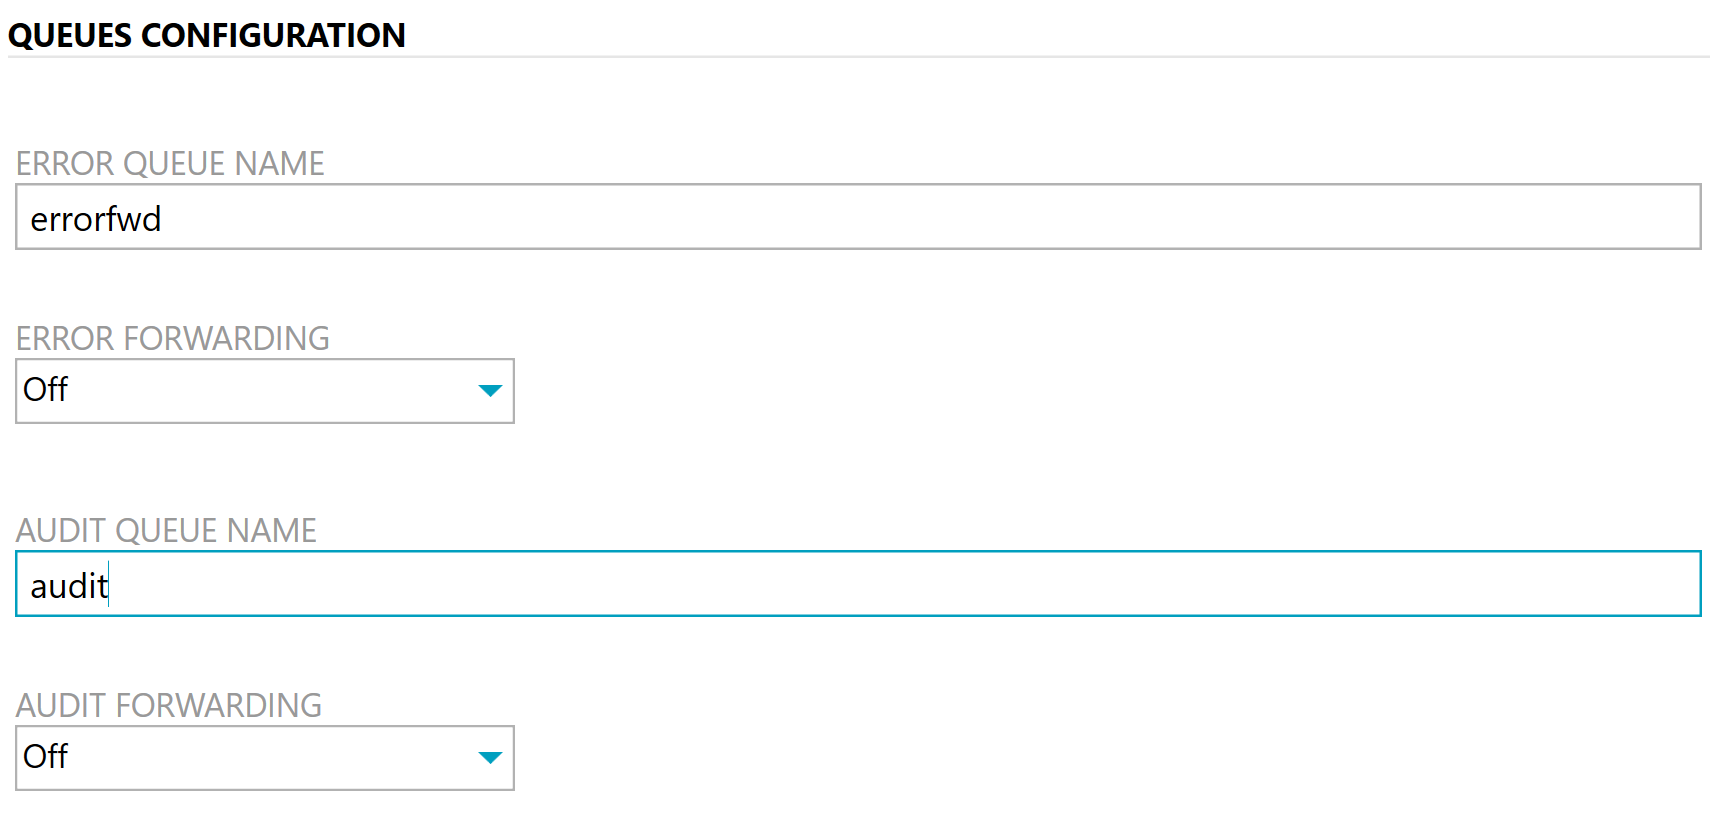 QUEUES CONFIGURATION
ERROR QUEUE NAME
errorfwd
ERROR FORWARDING
Off
AUDIT QUEUE NAME
audit
AUDIT FORWARDING
Off